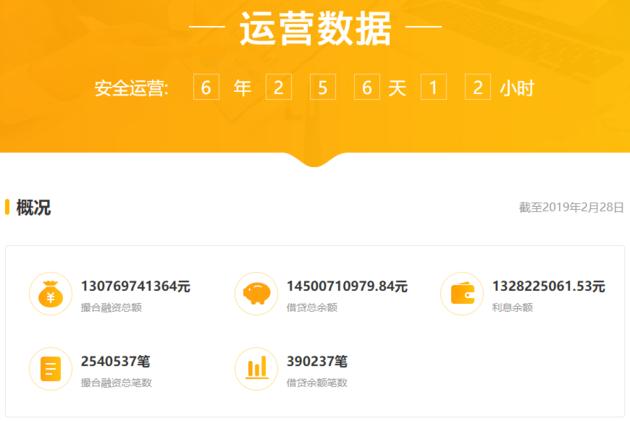 运营数据
安全运营: 6 年 2 5 6 天 1 2 小时
概况
截至2019年2月28日
130769741364元
撮合融资总额
14500710979.84元
借贷总余额
1328225061.53元
利息余额
2540537笔
撮合融资总笔数
390237笔
借贷余额笔数